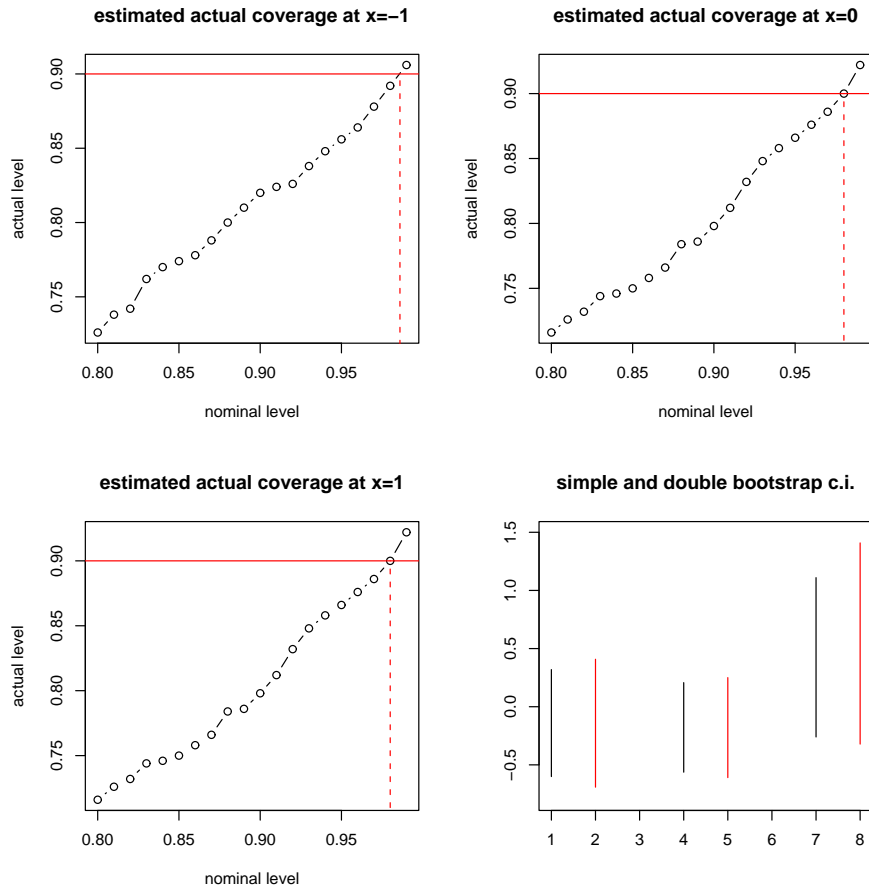 estimated actual coverage at x=−1
actual level
0.90
0.85
0.80
0.75
0.80 0.85 0.90 0.95
nominal level
estimated actual coverage at x=0
actual level
0.90
0.85
0.80
0.75
0.80 0.85 0.90 0.95
nominal level
estimated actual coverage at x=1
actual level
0.90
0.85
0.80
0.75
0.80 0.85 0.90 0.95
nominal level
simple and double bootstrap c.i.
1.5
1.0
0.5
0.0
−0.5
1 2 3 4 5 6 7 8